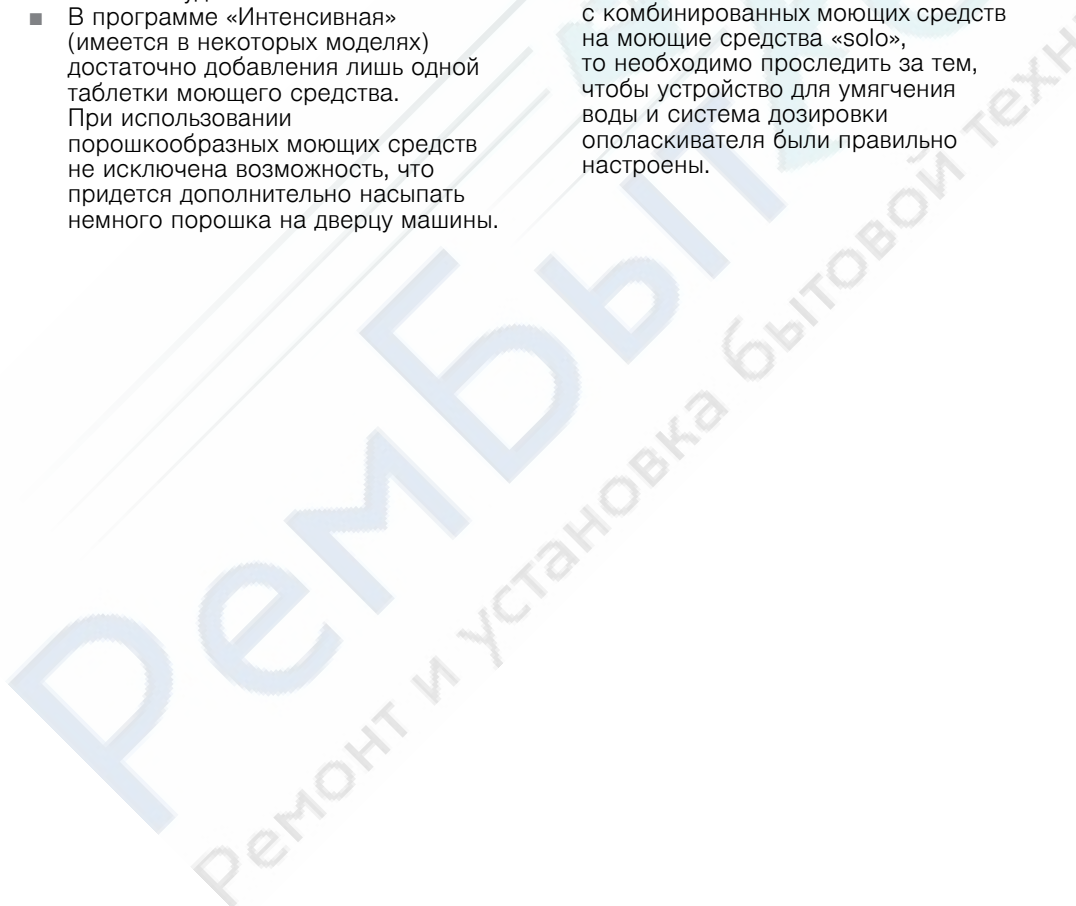 В программе «Интенсивная»
(имеется в некоторых моделях)
достаточно добавления лишь одной
таблетки моющего средства.
При использовании
порошкообразных моющих средств
не исключена возможность, что
придется дополнительно насыпать
немного порошка на дверцу машины.
с комбинированных моющих средств
на моющие средства «solo»,
то необходимо проследить за тем,
чтобы устройство для умягчения
воды и система дозировки
ополаскивателя были правильно
настроены.
РемБыт
Ремонт и установка бытовой